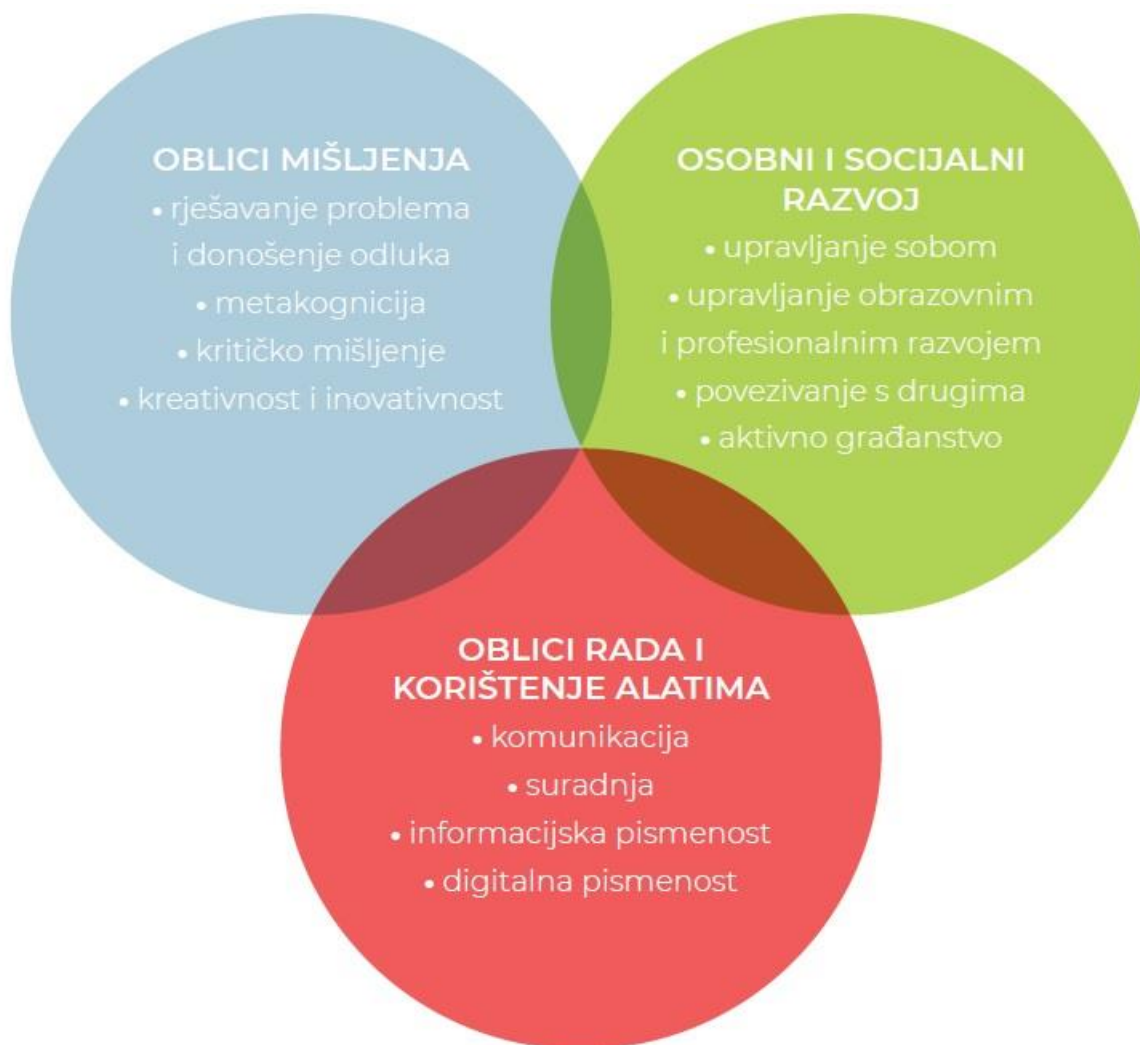 OBLICI MIŠLJENJA
• rješavanje problema
i donošenje odluka
• metakognicija
• kritičko mišljenje
• kreativnost i inovativnost
OSOBNI I SOCIJALNI
RAZVOJ
• upravljanje sobom
• upravljanje obrazovnim
i profesionalnim razvojem
• povezivanje s drugima
• aktivno građanstvo
OBLICI RADA I
KORIŠTENJE ALATIMA
• komunikacija
• suradnja
• informacijska pismenost
• digitalna pismenost